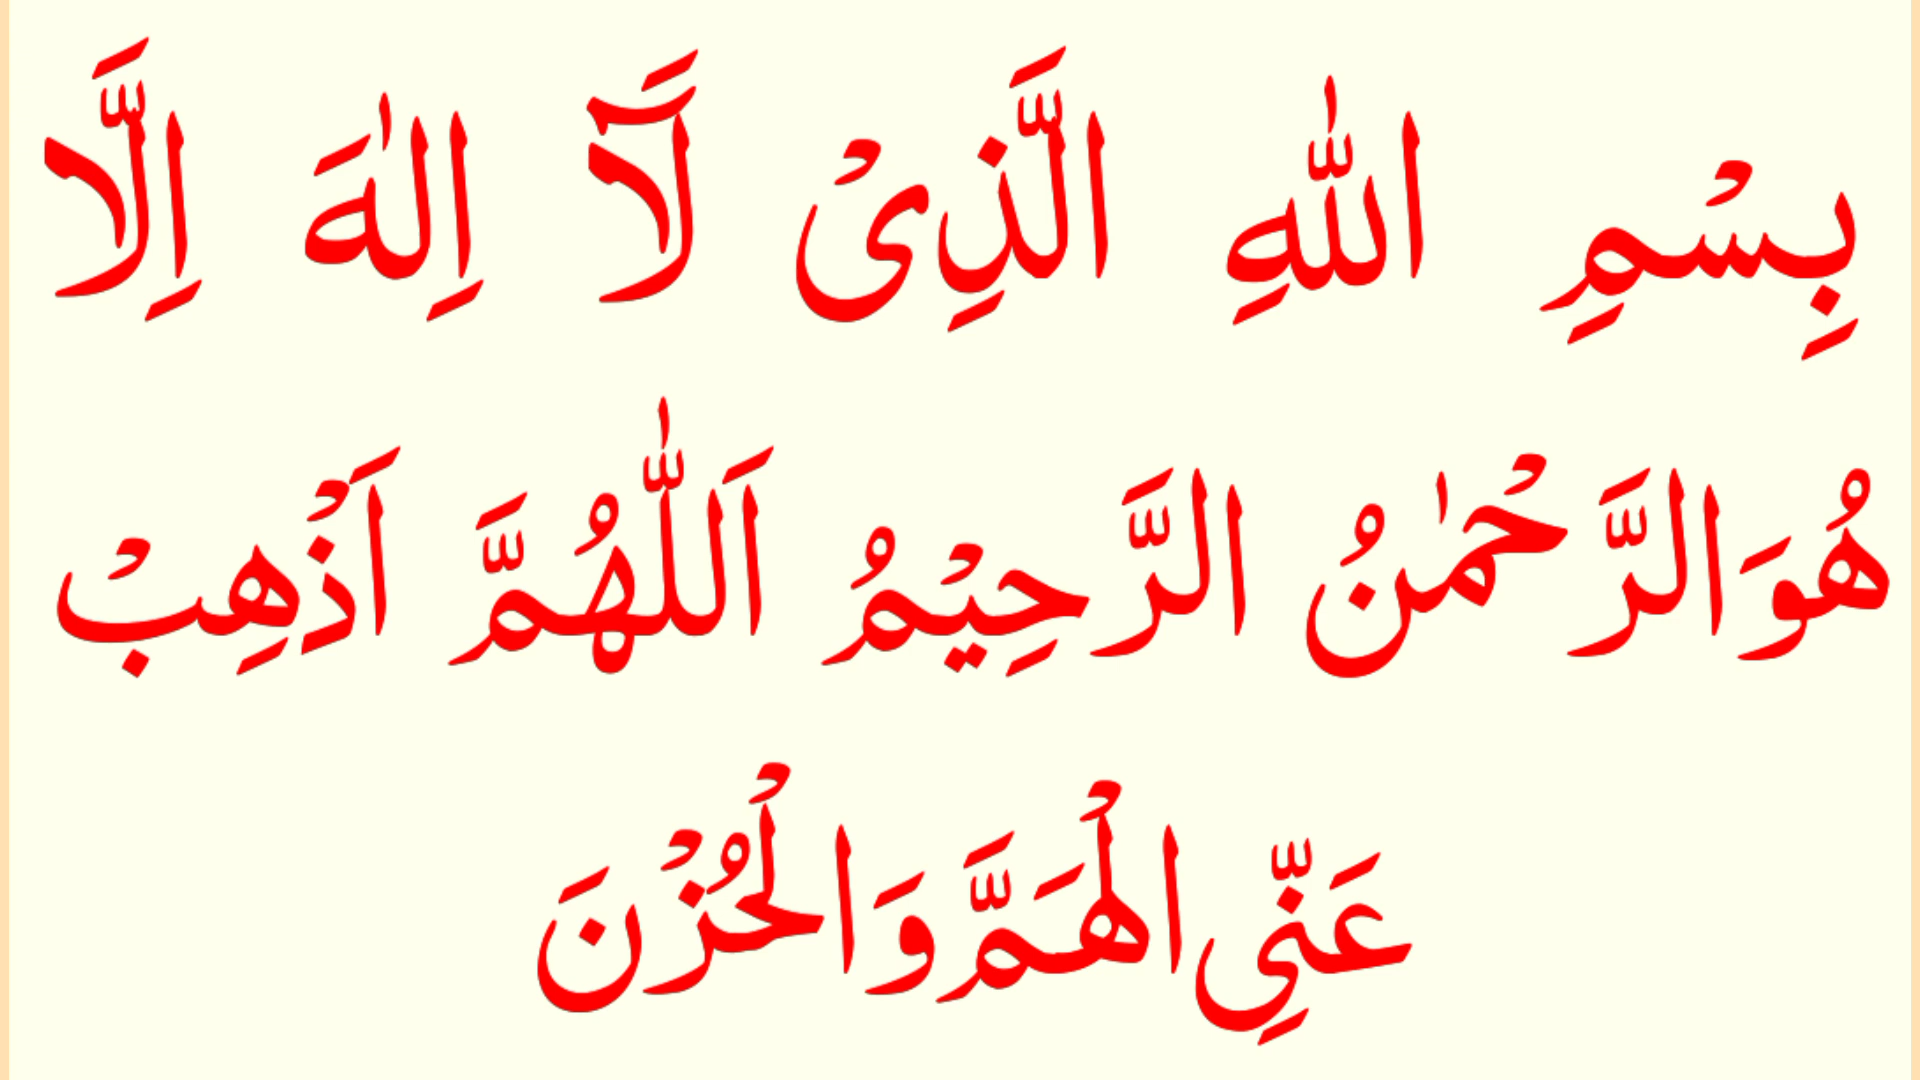 بِسْمِ اللّٰهِ الَّذِیْ لَآ اِلٰهَ اِلَّا
هُوَالرَّحْمٰنُ الرَّحِیْمُ اَللّٰهُمَّ اَذْهِبْ
عَنِّیِ الْهَمَّ وَالْحُزْنَ